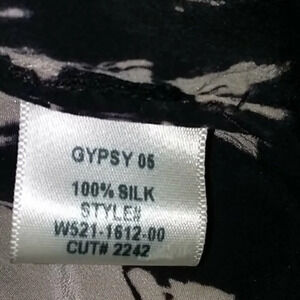 GYPSY 05
100% SILK
STYLE#
W521-1612-00
CUT# 2242